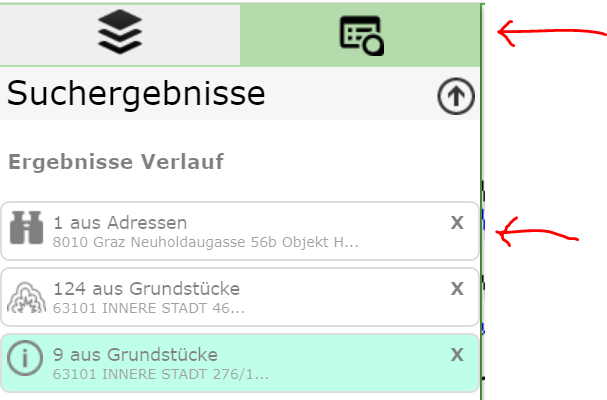 Suchergebnisse
Ergebnisse Verlauf
1 aus Adressen X
8010 Graz Neuholdaugasse 56b Objekt H...
124 aus Grundstücke X
63101 INNERE STADT 46...
9 aus Grundstücke X
63101 INNERE STADT 276/1...